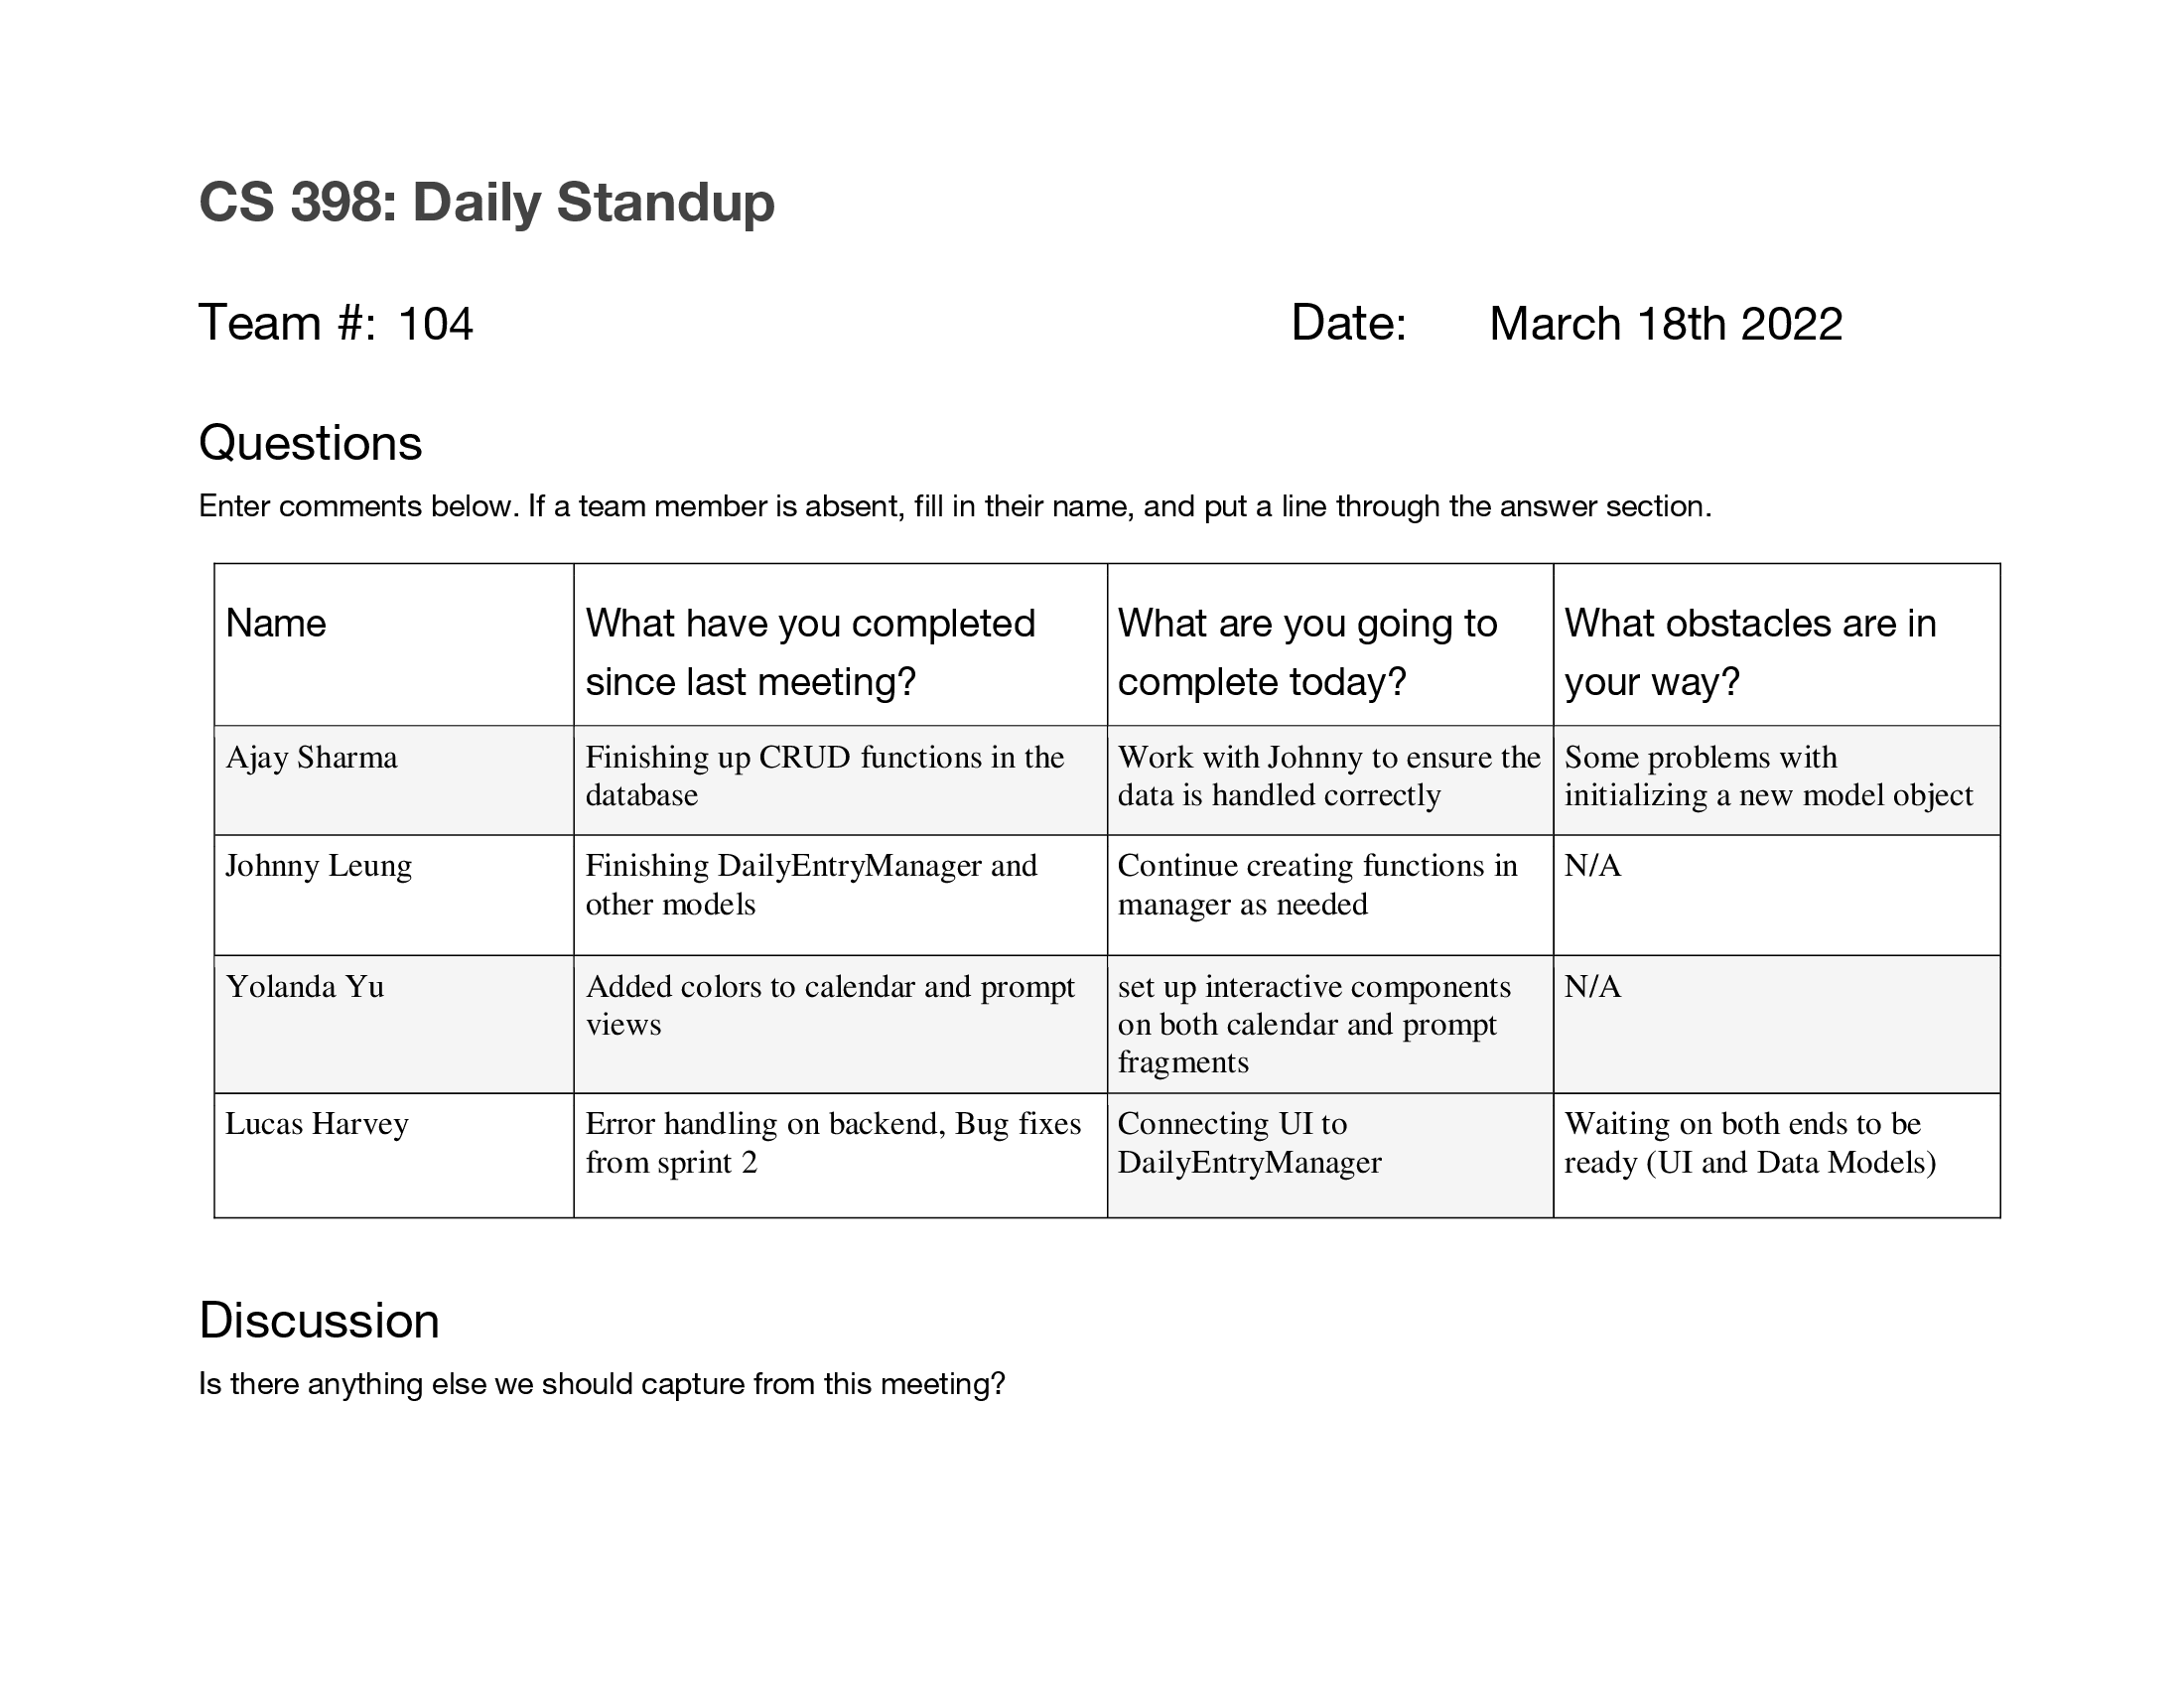 CS 398: Daily Standup
Team #: 104 Date: March 18th 2022
Questions
Enter comments below. If a team member is absent, fill in their name, and put a line through the answer section.
Name
What have you completed
since last meeting?
What are you going to
complete today?
What obstacles are in
your way?
Ajay Sharma
Finishing up CRUD functions in the
database
Work with Johnny to ensure the
data is handled correctly
Some problems with
initializing a new model object
Johnny Leung
Finishing DailyEntryManager and
other models
Continue creating functions in
manager as needed
N/A
Yolanda Yu
Added colors to calendar and prompt
views
set up interactive components
on both calendar and prompt
fragments
N/A
Lucas Harvey
Error handling on backend, Bug fixes
from sprint 2
Connecting UI to
DailyEntryManager
Waiting on both ends to be
ready (UI and Data Models)
Discussion
Is there anything else we should capture from this meeting?